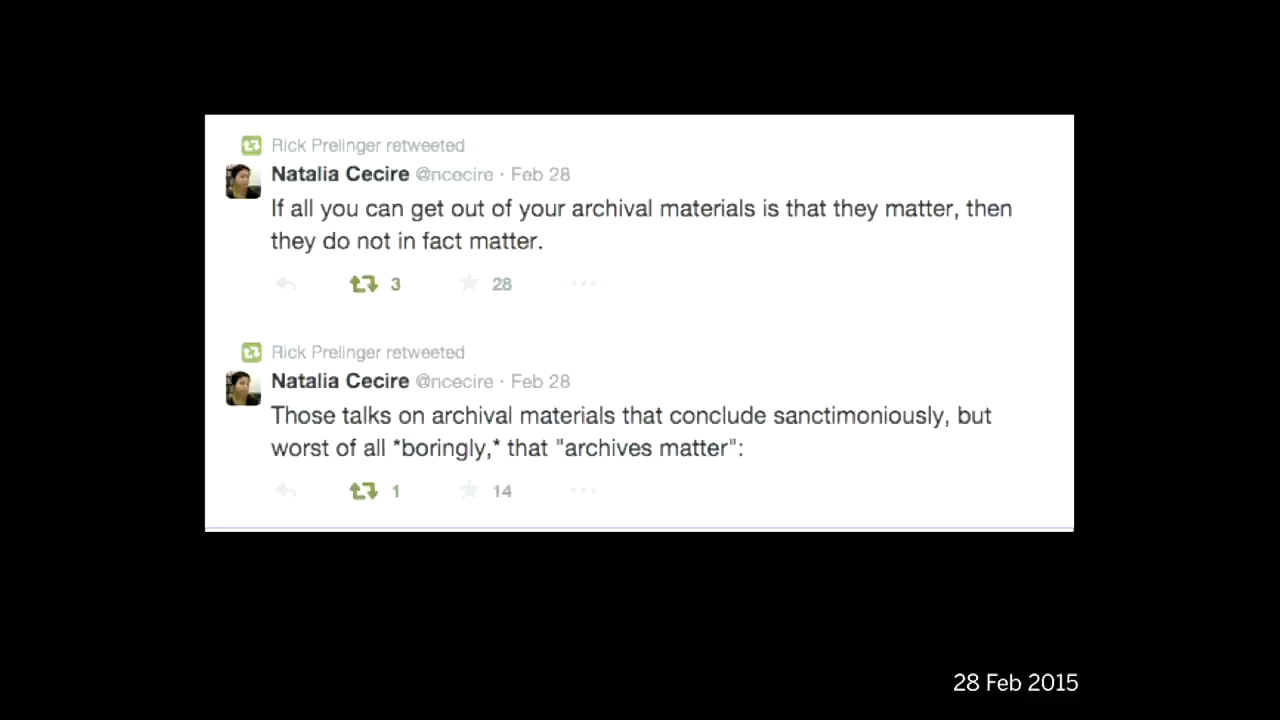 Rick Prelinger retweeted
Natalia Cecire @ncecire · Feb 28
If all you can get out of your archival materials is that they matter, then
they do not in fact matter.
3 28
Rick Prelinger retweeted
Natalia Cecire @ncecire · Feb 28
Those talks on archival materials that conclude sanctimoniously, but
worst of all *boringly,* that "archives matter":
1 14
28 Feb 2015